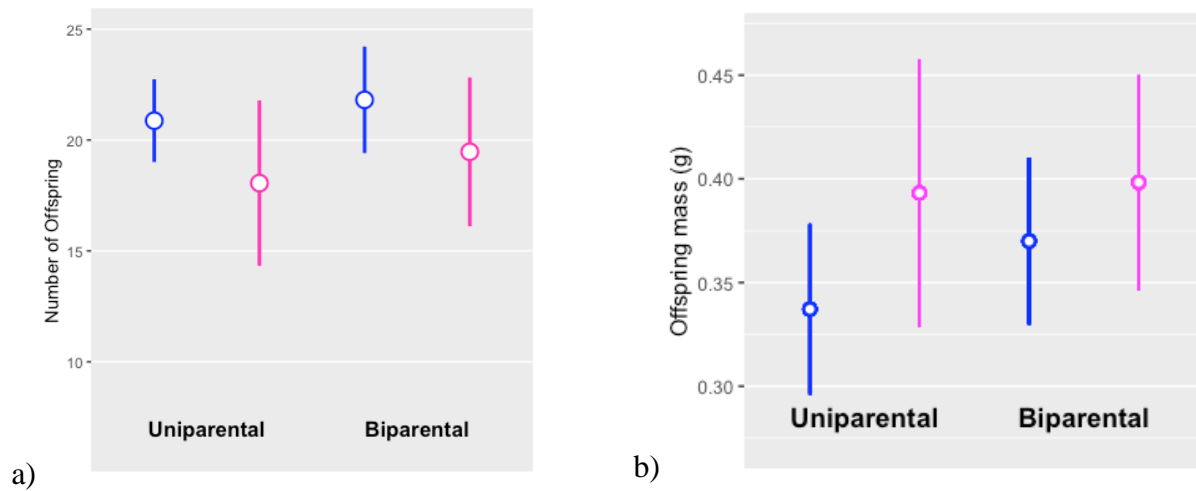 25
20
15
10
Number of Offspring
Uniparental Biparental
a)
0.45
0.40
0.35
0.30
Offspring mass (g)
Uniparental Biparental
b)